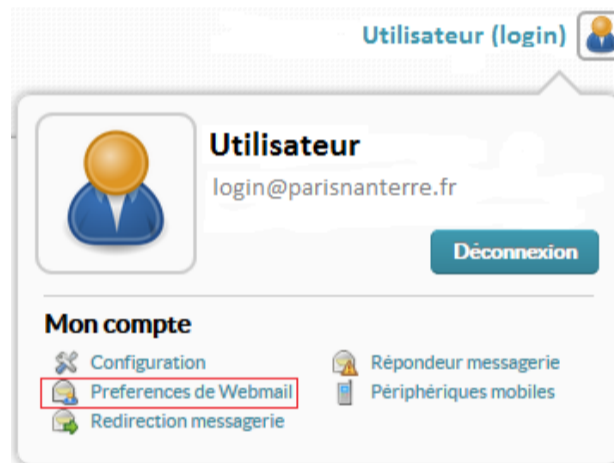 Utilisateur (login)
Utilisateur
login@parisnanterre.fr
Déconnexion
Mon compte
Configuration
Répondeur messagerie
Preferences de Webmail
Périphériques mobiles
Redirection messagerie